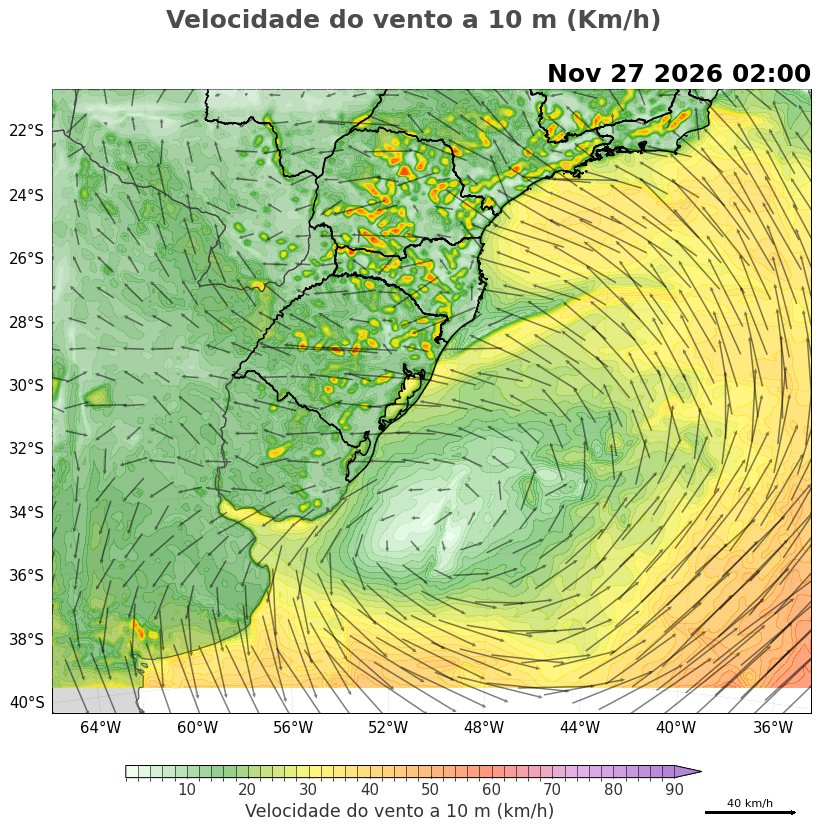 Velocidade do vento a 10 m (Km/h)
Nov 27 2026 02:00
22°S
24°S
26°S
28°S
30°S
32°S
34°S
36°S
38°S
40°S
64°W 60°W 56°W 52°W 48°W 44°W 40°W 36°W
10 20 30 40 50 60 70 80 90
Velocidade do vento a 10 m (km/h)
40 km/h